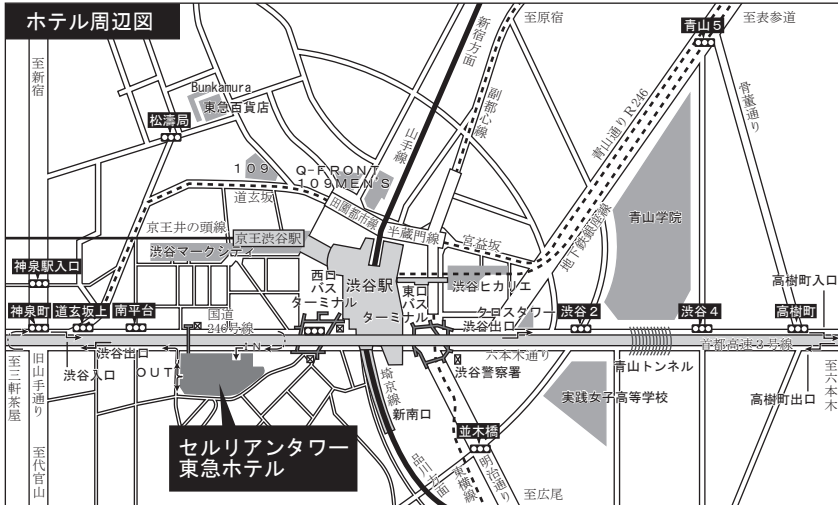 ホテル周辺図
至新宿
Bunkamura
東急百貨店
松濤局
109
Q-FRONT
109MEN'S
道玄坂
新宿方面
山手線
副都心線
至原宿
青山5
至表参道
骨董通り
青山通りR246
地下鉄銀座線
青山学院
田園都市線
半蔵門線
宮益坂
京王井の頭線
京王渋谷駅
渋谷マークシティ
神泉駅入口
神泉町
道玄坂上
南平台
国道
246号線
西口
バス
ターミナル
渋谷駅
東口
バス
ターミナル
渋谷ヒカリエ
クロスタワー
渋谷出口
渋谷2
渋谷4
高樹町
高樹町入口
首都高速3号線
六本木通り
青山トンネル
渋谷警察署
IN
OUT
渋谷出口
渋谷入口
至三軒茶屋
旧山手通り
至代官山
セルリアンタワー
東急ホテル
埼京線
新南口
品川方面
東横線
明治通り
並木橋
至広尾
実践女子高等学校
高樹町出口
至六本木